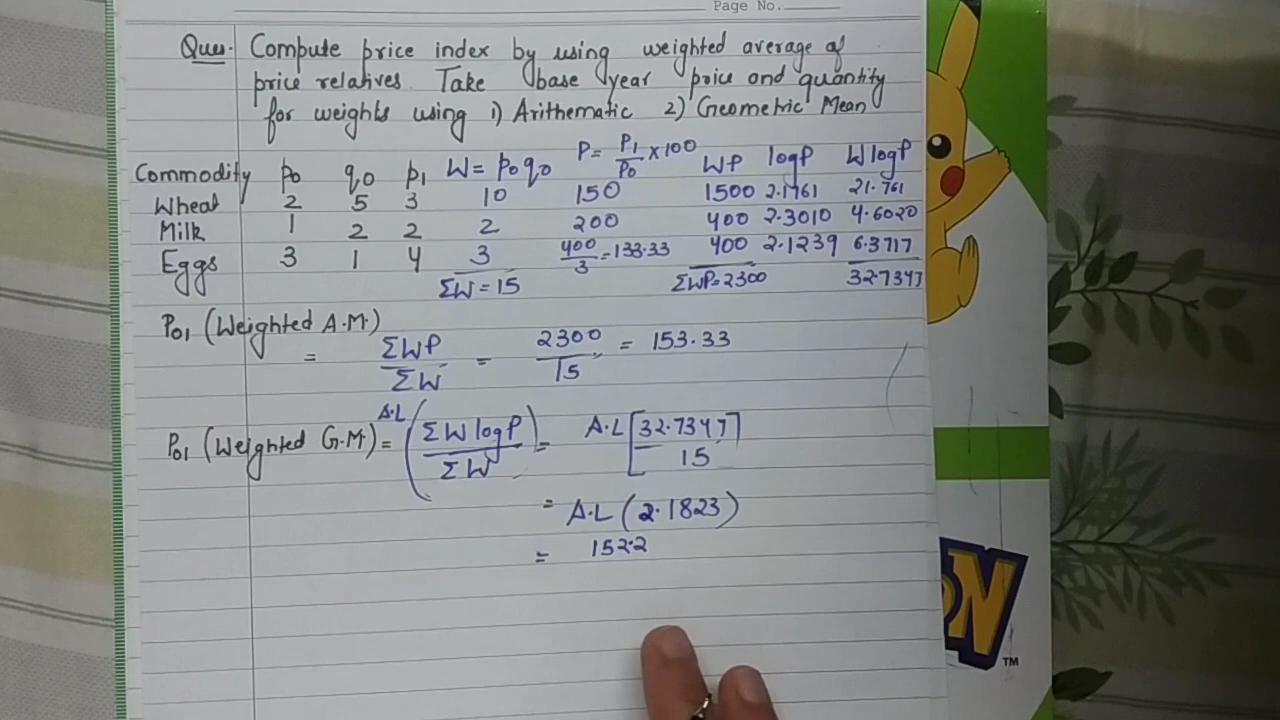 Page No.
Ques. Compute price index by using weighted average of
price relatives. Take base year price and quantity
for weights using 1) Arithematic 2) Geometric Mean
Commodity p0 q0 p1 W = p0 q0 P = P1/P0 × 100 WP logP W logP
Wheat 2 5 3 10 150 1500 2.1761 21.761
Milk 1 2 2 2 200 400 2.3010 4.6020
Eggs 3 1 4 3 400/3 = 133.33 400 2.1239 6.3717
ΣW = 15 ΣWP = 2300 32.7347
P01 (Weighted A.M.)
= ΣWP/ΣW = 2300/15 = 153.33
P01 (Weighted G.M.) = A.L (ΣW logP/ΣW) = A.L [32.7347/15]
= A.L (2.1823)
= 152.2
ON
TM